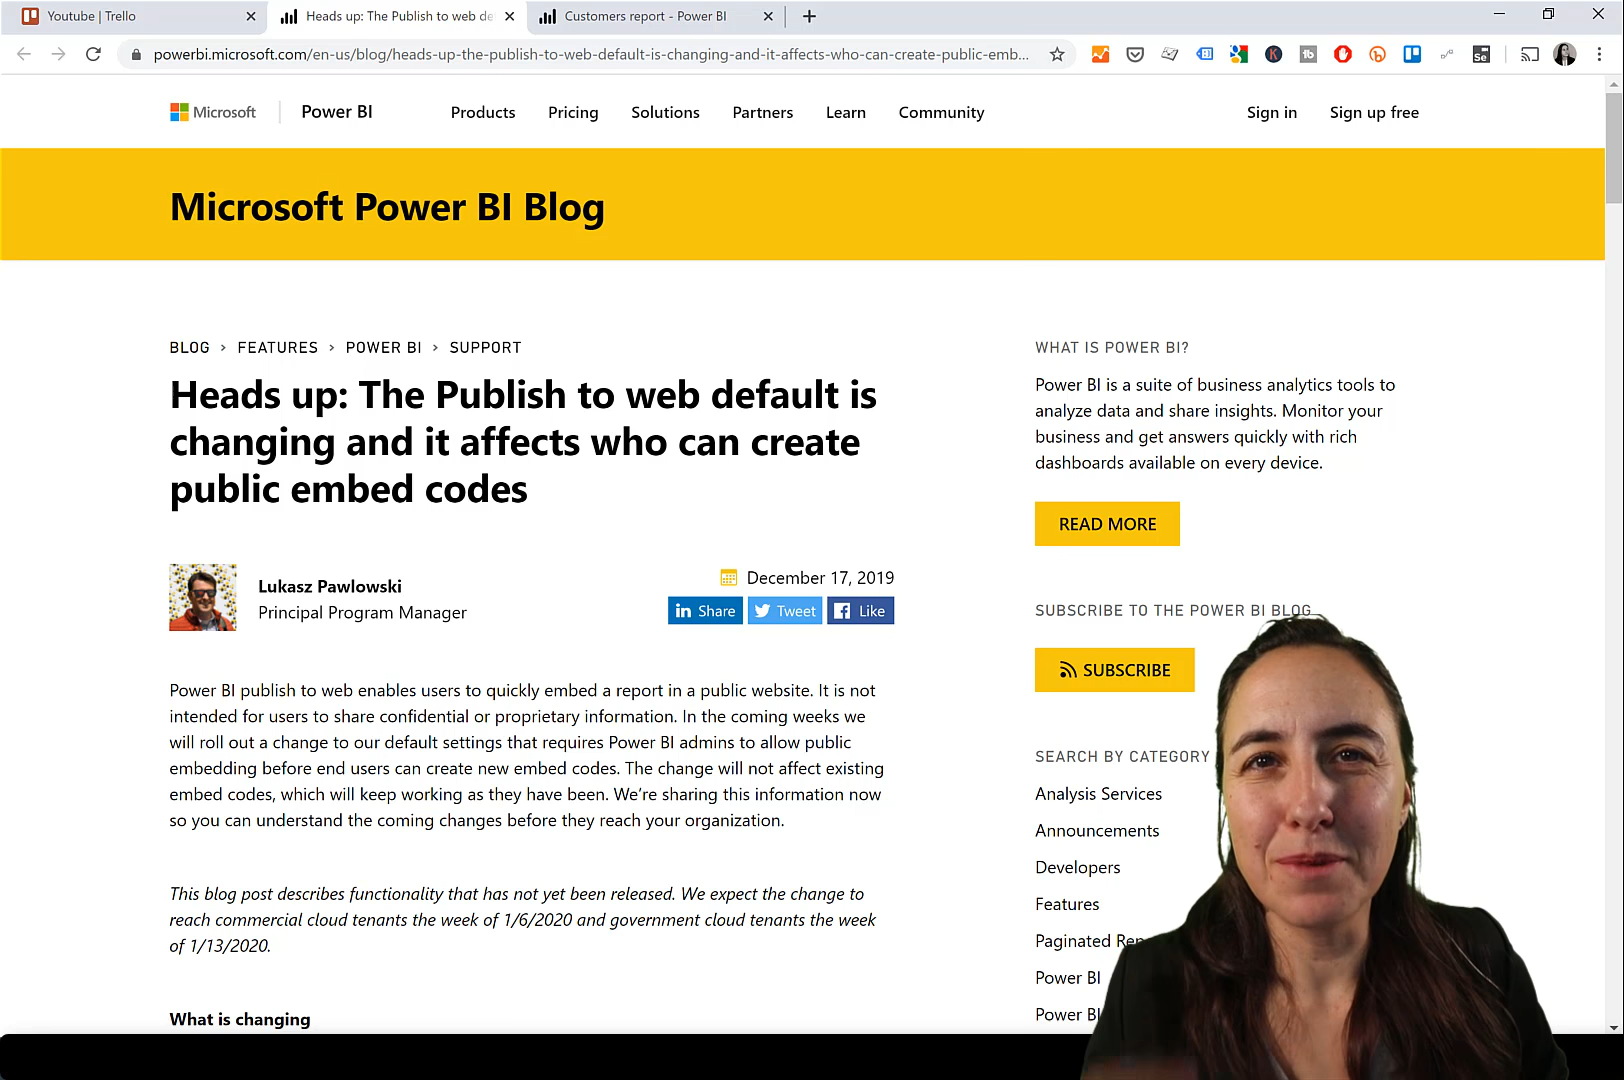 Youtube | Trello
Heads up: The Publish to web de
Customers report - Power BI
powerbi.microsoft.com/en-us/blog/heads-up-the-publish-to-web-default-is-changing-and-it-affects-who-can-create-public-emb...
Microsoft
Power BI
Products
Pricing
Solutions
Partners
Learn
Community
Sign in
Sign up free
Microsoft Power BI Blog
BLOG > FEATURES > POWER BI > SUPPORT
Heads up: The Publish to web default is
changing and it affects who can create
public embed codes
Lukasz Pawlowski
Principal Program Manager
December 17, 2019
in Share
Tweet
Like
Power BI publish to web enables users to quickly embed a report in a public website. It is not
intended for users to share confidential or proprietary information. In the coming weeks we
will roll out a change to our default settings that requires Power BI admins to allow public
embedding before end users can create new embed codes. The change will not affect existing
embed codes, which will keep working as they have been. We're sharing this information now
so you can understand the coming changes before they reach your organization.
This blog post describes functionality that has not yet been released. We expect the change to
reach commercial cloud tenants the week of 1/6/2020 and government cloud tenants the week
of 1/13/2020.
What is changing
WHAT IS POWER BI?
Power BI is a suite of business analytics tools to
analyze data and share insights. Monitor your
business and get answers quickly with rich
dashboards available on every device.
READ MORE
SUBSCRIBE TO THE POWER BI BLOG
SUBSCRIBE
SEARCH BY CATEGORY
Analysis Services
Announcements
Developers
Features
Paginated
Power BI
Power BI